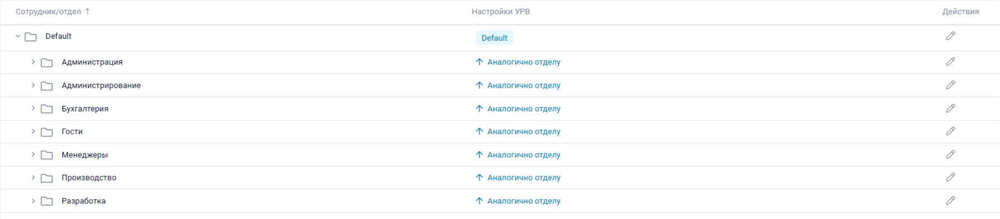 Сотрудник/отдел ↑ Настройки УРВ Действия
Default Default
Администрация ↑ Аналогично отделу
Администрирование ↑ Аналогично отделу
Бухгалтерия ↑ Аналогично отделу
Гости ↑ Аналогично отделу
Менеджеры ↑ Аналогично отделу
Производство ↑ Аналогично отделу
Разработка ↑ Аналогично отделу